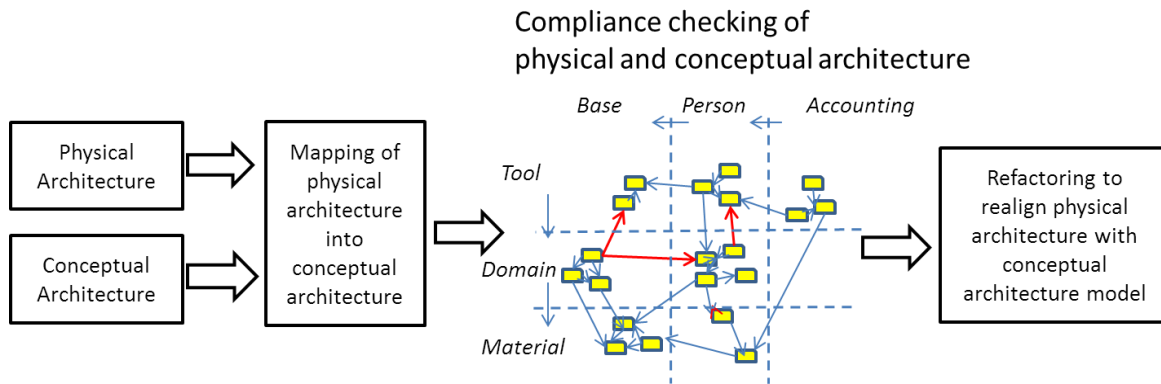 Compliance checking of
physical and conceptual architecture
Base
Person
Accounting
Physical
Architecture
Conceptual
Architecture
Mapping of
physical
architecture
into
conceptual
architecture
Tool
Domain
Material
Refactoring to
realign physical
architecture with
conceptual
architecture model